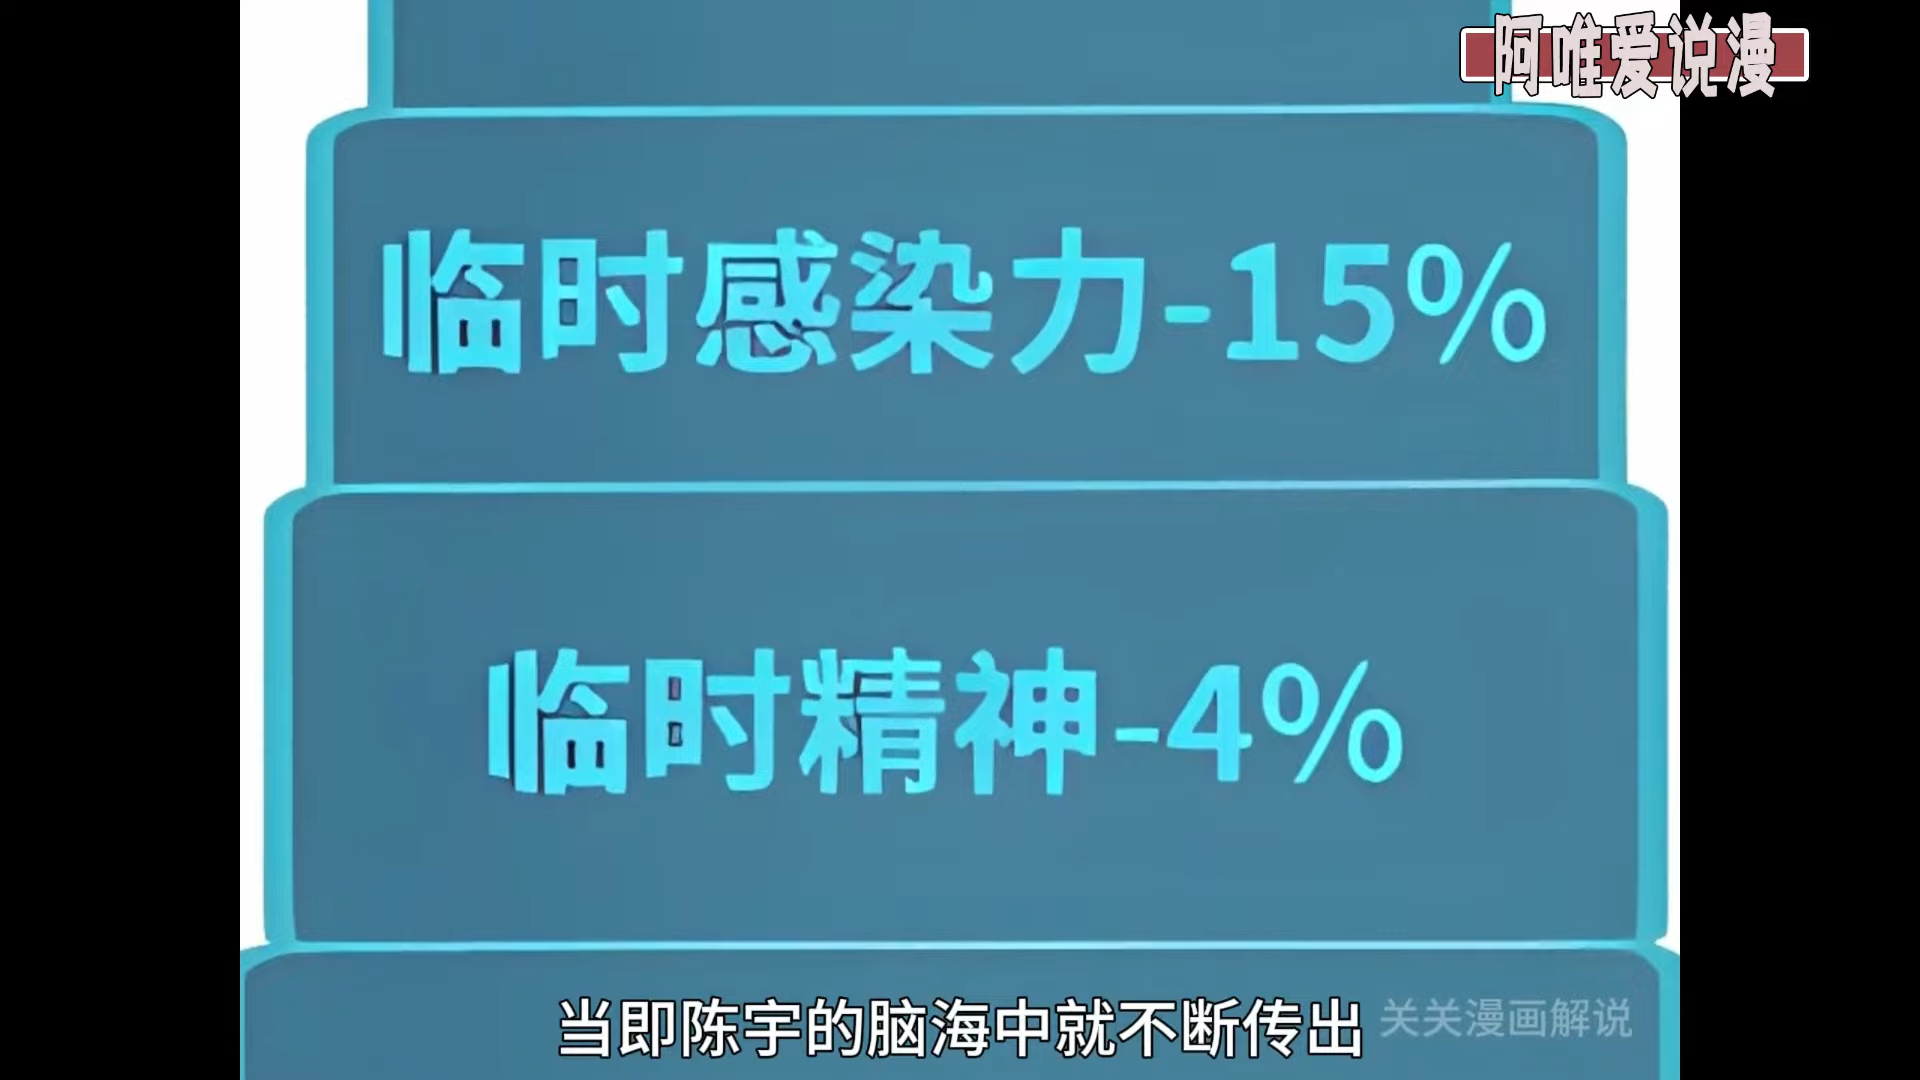 阿唯爱说漫
临时感染力-15%
临时精神-4%
当即陈宇的脑海中就不断传出
关关漫画解说